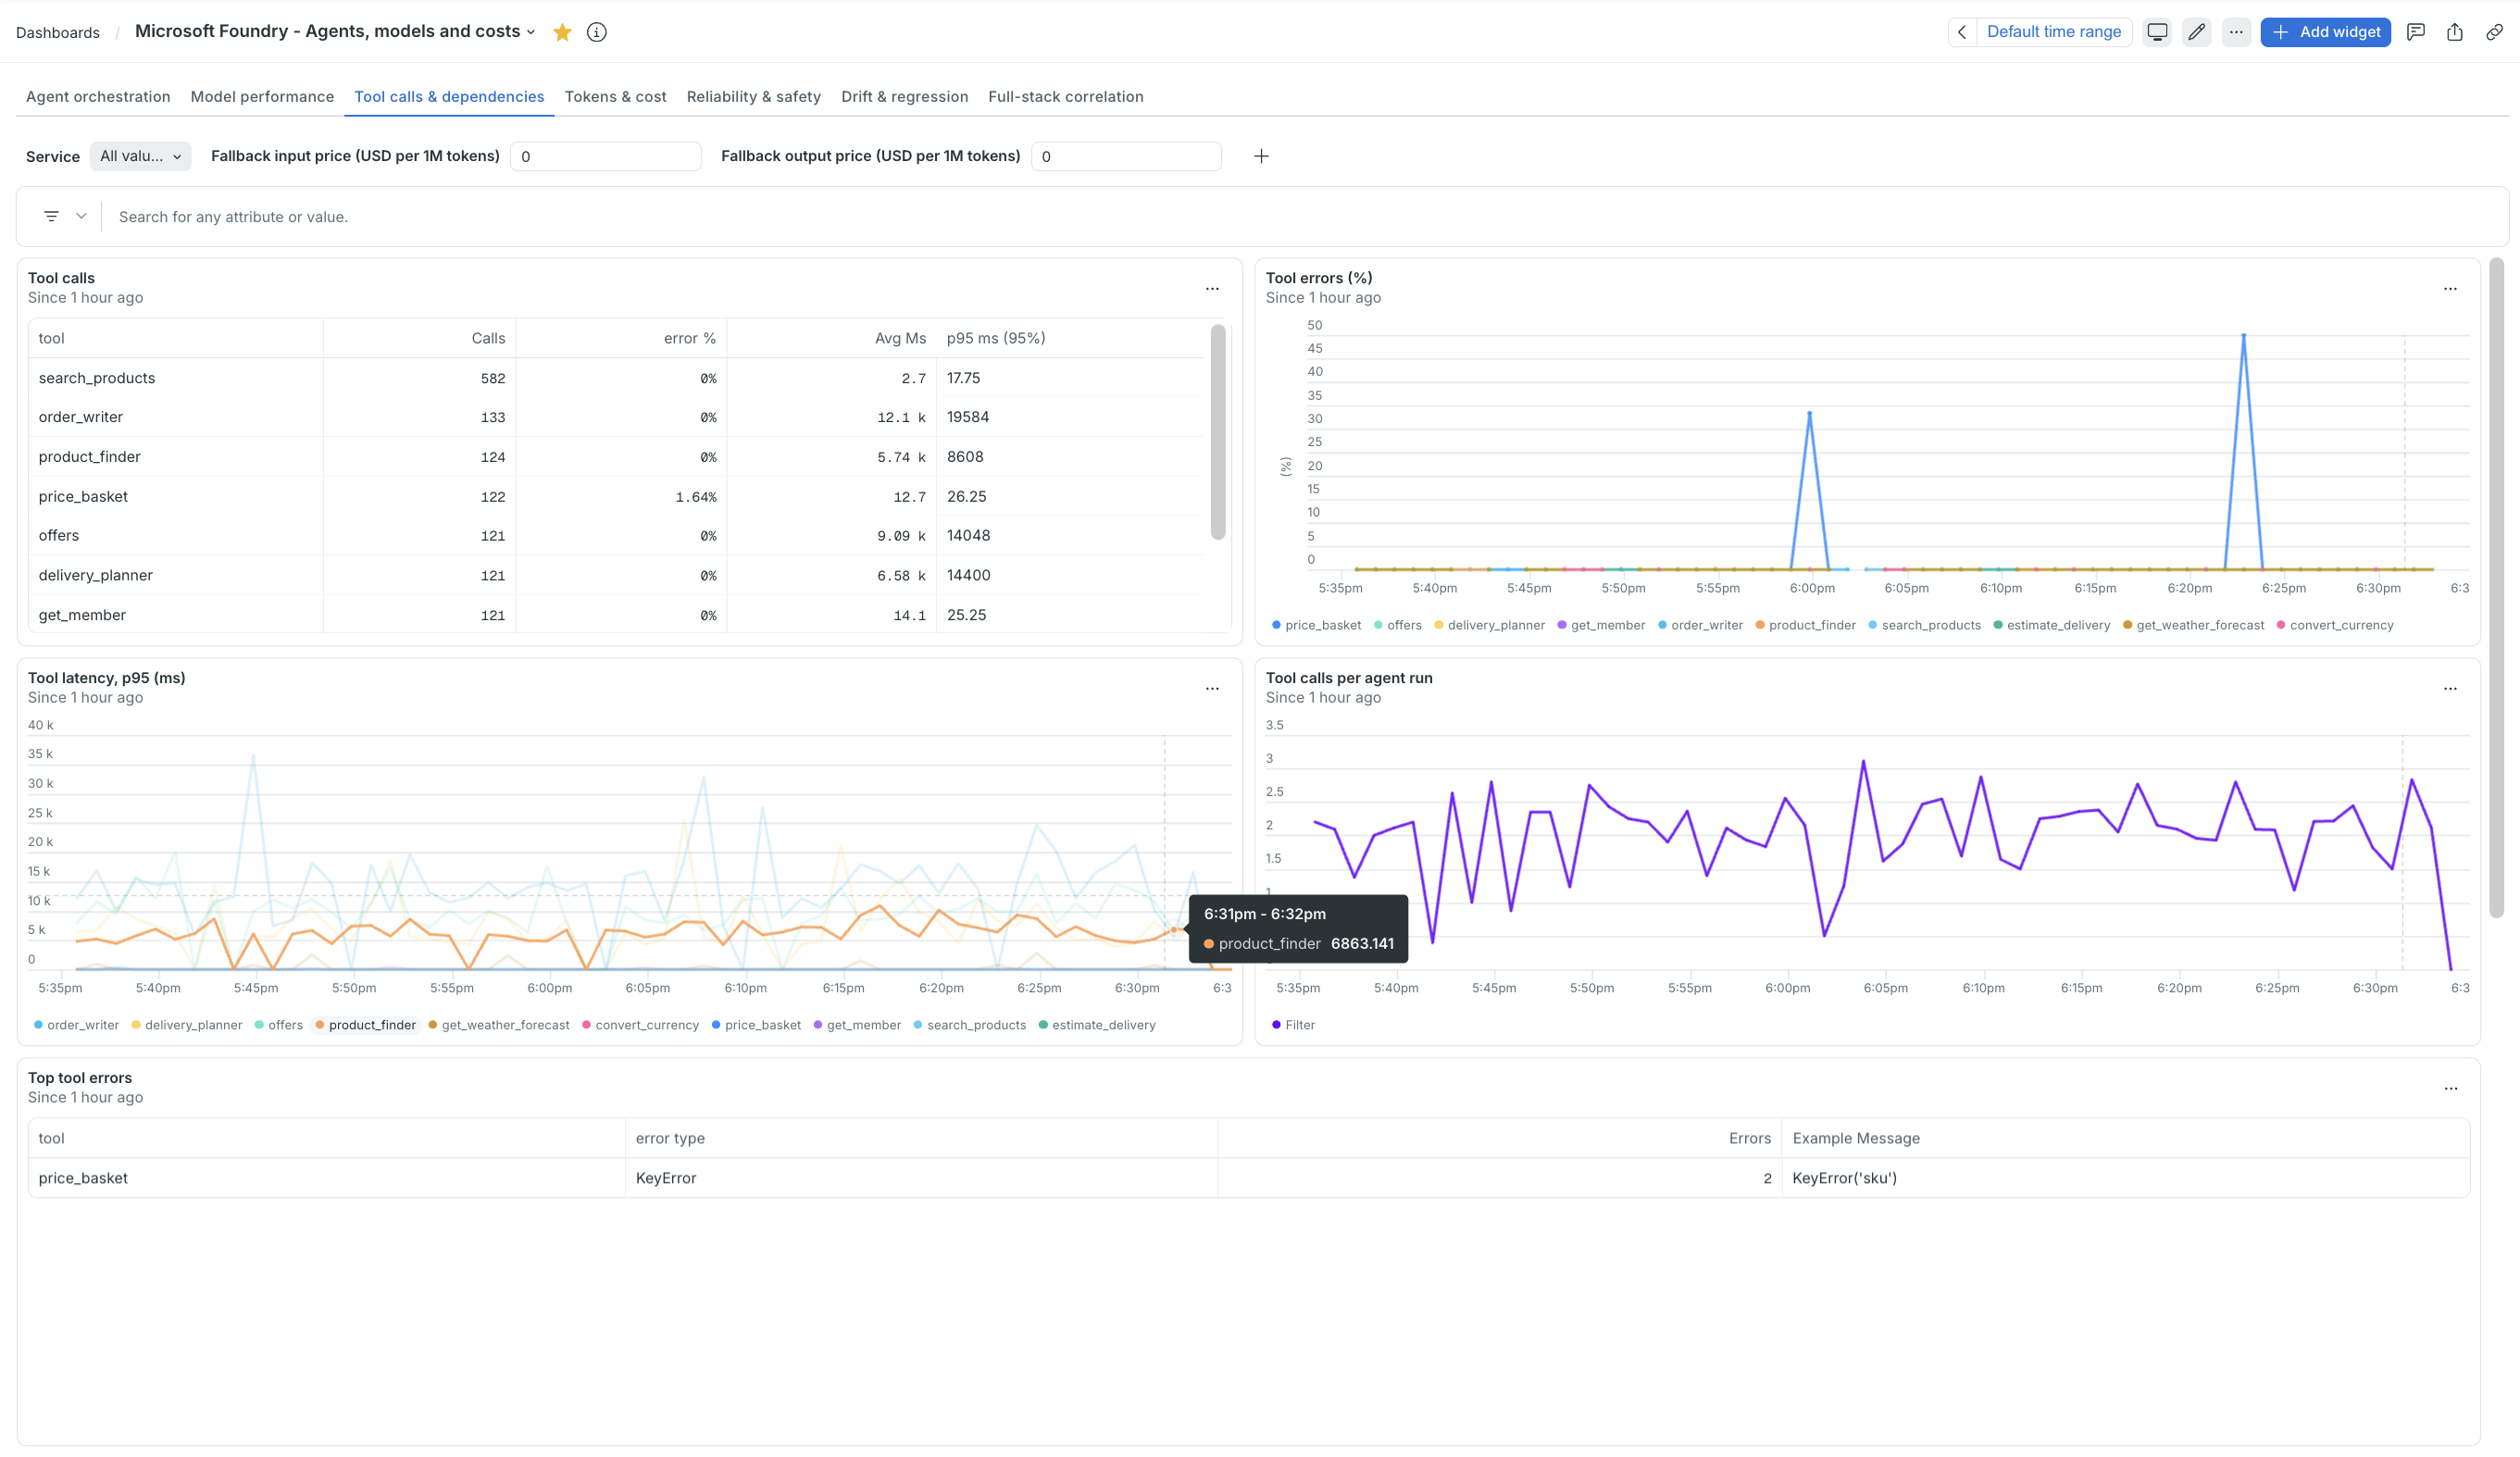 Dashboards / Microsoft Foundry - Agents, models and costs
Default time range
Add widget
Agent orchestration Model performance Tool calls & dependencies Tokens & cost Reliability & safety Drift & regression Full-stack correlation
Service All valu... Fallback input price (USD per 1M tokens) 0 Fallback output price (USD per 1M tokens) 0
Search for any attribute or value.
Tool calls
Since 1 hour ago
tool Calls error % Avg Ms p95 ms (95%)
search_products 582 0% 2.7 17.75
order_writer 133 0% 12.1 k 19584
product_finder 124 0% 5.74 k 8608
price_basket 122 1.64% 12.7 26.25
offers 121 0% 9.09 k 14048
delivery_planner 121 0% 6.58 k 14400
get_member 121 0% 14.1 25.25
Tool errors (%)
Since 1 hour ago
50
45
40
35
30
25
20
15
10
5
0
(%)
5:35pm 5:40pm 5:45pm 5:50pm 5:55pm 6:00pm 6:05pm 6:10pm 6:15pm 6:20pm 6:25pm 6:30pm 6:3
price_basket offers delivery_planner get_member order_writer product_finder search_products estimate_delivery get_weather_forecast convert_currency
Tool latency, p95 (ms)
Since 1 hour ago
40 k
35 k
30 k
25 k
20 k
15 k
10 k
5 k
0
5:35pm 5:40pm 5:45pm 5:50pm 5:55pm 6:00pm 6:05pm 6:10pm 6:15pm 6:20pm 6:25pm 6:30pm 6:3
order_writer delivery_planner offers product_finder get_weather_forecast convert_currency price_basket get_member search_products estimate_delivery
6:31pm - 6:32pm
product_finder 6863.141
Tool calls per agent run
Since 1 hour ago
3.5
3
2.5
2
1.5
1
5:35pm 5:40pm 5:45pm 5:50pm 5:55pm 6:00pm 6:05pm 6:10pm 6:15pm 6:20pm 6:25pm 6:30pm 6:3
Filter
Top tool errors
Since 1 hour ago
tool error type Errors Example Message
price_basket KeyError 2 KeyError('sku')